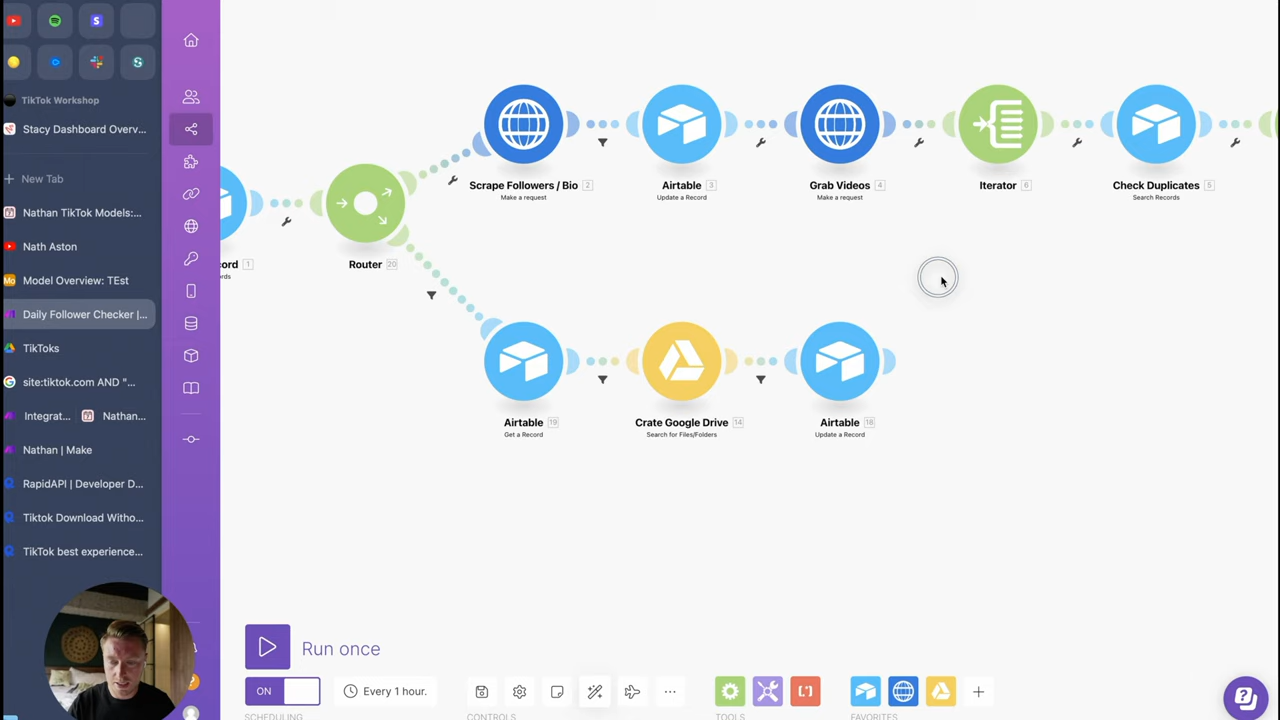 TikTok Workshop
Stacy Dashboard Overv...
New Tab
Nathan TikTok Models:...
Nath Aston
Model Overview: TEst
Daily Follower Checker |...
TikToks
site:tiktok.com AND "...
Integrat...
Nathan...
Nathan | Make
RapidAPI | Developer D...
Tiktok Download Witho...
TikTok best experience...
Scrape Followers / Bio 2
Make a request
Airtable 3
Update a Record
Grab Videos 4
Make a request
Iterator 6
Check Duplicates 5
Search Records
ord 1
rds
Router 20
Airtable 19
Get a Record
Crate Google Drive 14
Search for Files/Folders
Airtable 18
Update a Record
Run once
ON
Every 1 hour.
SCHEDULING
CONTROLS
TOOLS
FAVORITES